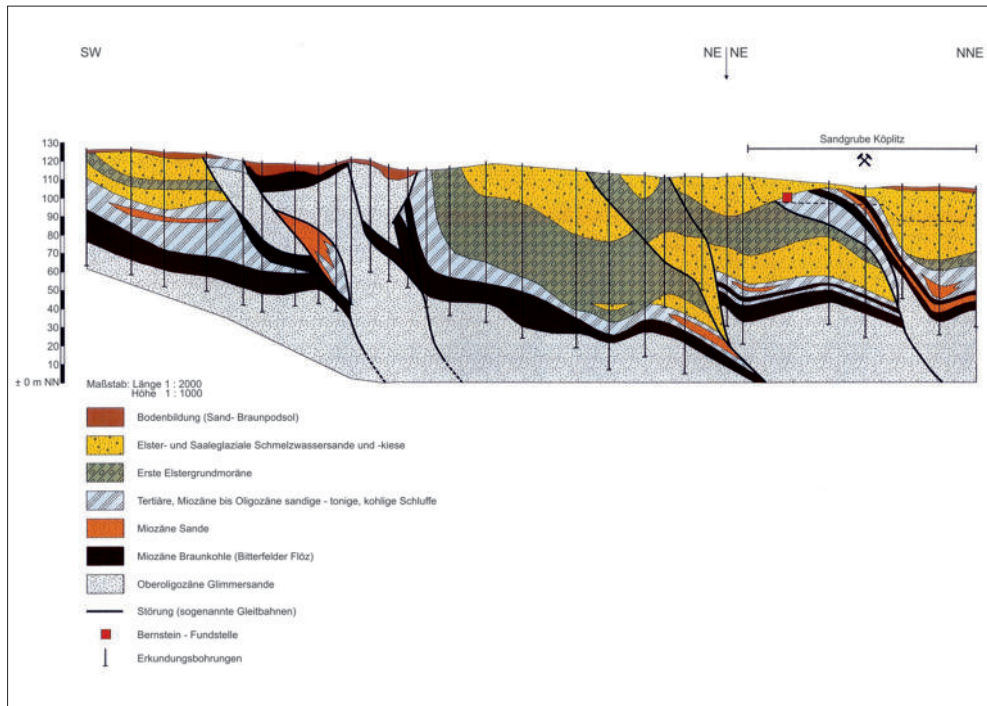 SW
NE NE
NNE
Sandgrube Köplitz
130
120
110
100
90
80
70
60
50
40
30
20
10
± 0 m NN
Maßstab: Länge 1 : 2000
Höhe 1 : 1000
Bodenbildung (Sand- Braunpodsol)
Elster- und Saaleglaziale Schmelzwassersande und -kiese
Erste Elstergrundmoräne
Tertiäre, Miozäne bis Oligozäne sandige - tonige, kohlige Schluffe
Miozäne Sande
Miozäne Braunkohle (Bitterfelder Flöz)
Oberoligozäne Glimmersande
Störung (sogenannte Gleitbahnen)
Bernstein - Fundstelle
Erkundungsbohrungen